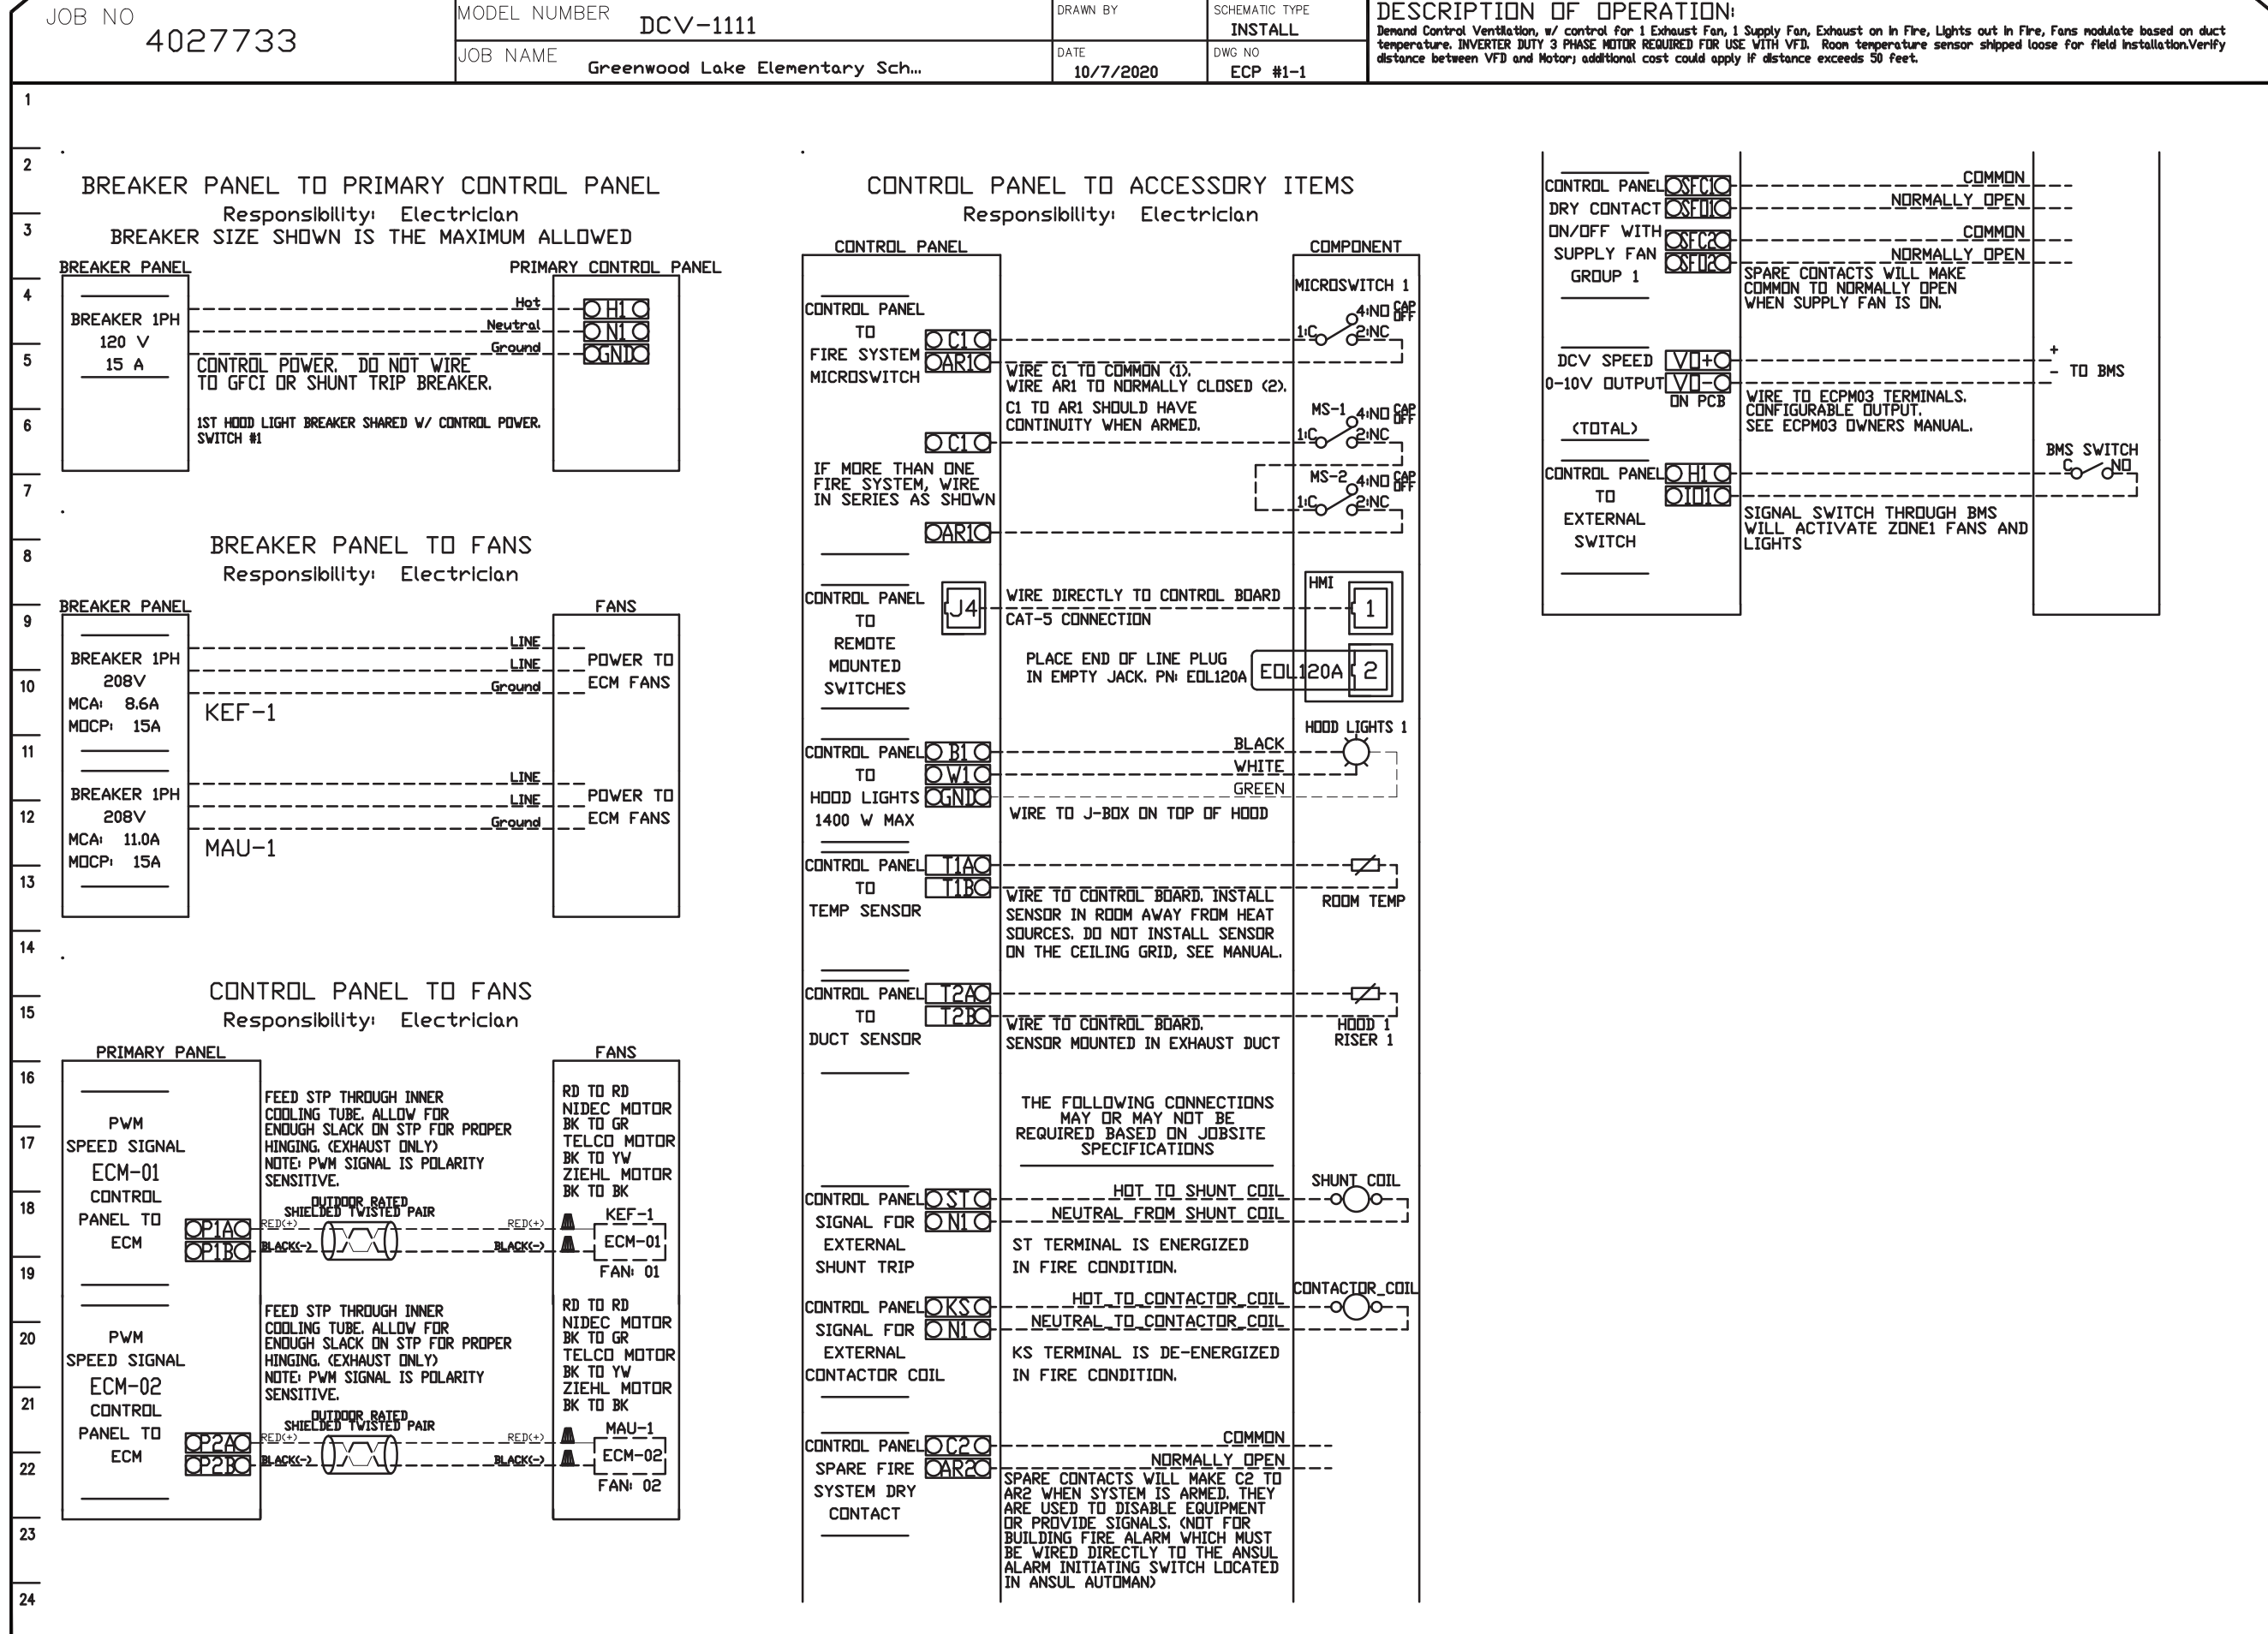 JOB NO
4027733
MODEL NUMBER
DCV-1111
JOB NAME
Greenwood Lake Elementary Sch...
DRAWN BY
SCHEMATIC TYPE
INSTALL
DATE
10/7/2020
DWG NO
ECP #1-1
DESCRIPTION OF OPERATION:
Demand Control Ventilation, w/ control for 1 Exhaust Fan, 1 Supply Fan, Exhaust on in Fire, Lights out in Fire, Fans modulate based on duct
temperature. INVERTER DUTY 3 PHASE MOTOR REQUIRED FOR USE WITH VFD. Room temperature sensor shipped loose for field installation.Verify
distance between VFD and Motor; additional cost could apply if distance exceeds 50 feet.
1
2
3
4
5
6
7
8
9
10
11
12
13
14
15
16
17
18
19
20
21
22
23
24
BREAKER PANEL TO PRIMARY CONTROL PANEL
Responsibility: Electrician
BREAKER SIZE SHOWN IS THE MAXIMUM ALLOWED
BREAKER PANEL
PRIMARY CONTROL PANEL
BREAKER 1PH
120 V
15 A
Hot
H1
Neutral
N1
Ground
GND
CONTROL POWER. DO NOT WIRE
TO GFCI OR SHUNT TRIP BREAKER.
1ST HOOD LIGHT BREAKER SHARED W/ CONTROL POWER.
SWITCH #1
BREAKER PANEL TO FANS
Responsibility: Electrician
BREAKER PANEL
FANS
BREAKER 1PH
208V
MCA: 8.6A
MOCP: 15A
LINE
LINE
Ground
KEF-1
POWER TO
ECM FANS
BREAKER 1PH
208V
MCA: 11.0A
MOCP: 15A
LINE
LINE
Ground
MAU-1
POWER TO
ECM FANS
CONTROL PANEL TO FANS
Responsibility: Electrician
PRIMARY PANEL
FANS
PWM
SPEED SIGNAL
ECM-01
CONTROL
PANEL TO
ECM
P1A
P1B
FEED STP THROUGH INNER
COOLING TUBE. ALLOW FOR
ENOUGH SLACK ON STP FOR PROPER
HINGING. (EXHAUST ONLY)
NOTE: PWM SIGNAL IS POLARITY
SENSITIVE.
OUTDOOR RATED
SHIELDED TWISTED PAIR
RED(+)
RED(+)
BLACK(-)
BLACK(-)
RD TO RD
NIDEC MOTOR
BK TO GR
TELCO MOTOR
BK TO YW
ZIEHL MOTOR
BK TO BK
KEF-1
ECM-01
FAN: 01
PWM
SPEED SIGNAL
ECM-02
CONTROL
PANEL TO
ECM
P2A
P2B
FEED STP THROUGH INNER
COOLING TUBE. ALLOW FOR
ENOUGH SLACK ON STP FOR PROPER
HINGING. (EXHAUST ONLY)
NOTE: PWM SIGNAL IS POLARITY
SENSITIVE.
OUTDOOR RATED
SHIELDED TWISTED PAIR
RED(+)
RED(+)
BLACK(-)
BLACK(-)
RD TO RD
NIDEC MOTOR
BK TO GR
TELCO MOTOR
BK TO YW
ZIEHL MOTOR
BK TO BK
MAU-1
ECM-02
FAN: 02
CONTROL PANEL TO ACCESSORY ITEMS
Responsibility: Electrician
CONTROL PANEL
COMPONENT
CONTROL PANEL
TO
FIRE SYSTEM
MICROSWITCH
C1
AR1
MICROSWITCH 1
4:NO CAP OFF
1:C
2:NC
WIRE C1 TO COMMON (1).
WIRE AR1 TO NORMALLY CLOSED (2).
C1 TO AR1 SHOULD HAVE
CONTINUITY WHEN ARMED.
C1
MS-1
4:NO CAP OFF
1:C
2:NC
IF MORE THAN ONE
FIRE SYSTEM, WIRE
IN SERIES AS SHOWN
MS-2
4:NO CAP OFF
1:C
2:NC
AR1
CONTROL PANEL
TO
REMOTE
MOUNTED
SWITCHES
J4
WIRE DIRECTLY TO CONTROL BOARD
CAT-5 CONNECTION
HMI
1
PLACE END OF LINE PLUG
IN EMPTY JACK. PN: EOL120A
EOL120A
2
CONTROL PANEL
TO
HOOD LIGHTS
1400 W MAX
B1
W1
GND
BLACK
WHITE
GREEN
HOOD LIGHTS 1
WIRE TO J-BOX ON TOP OF HOOD
CONTROL PANEL
TO
TEMP SENSOR
T1A
T1B
WIRE TO CONTROL BOARD. INSTALL
SENSOR IN ROOM AWAY FROM HEAT
SOURCES. DO NOT INSTALL SENSOR
ON THE CEILING GRID, SEE MANUAL.
ROOM TEMP
CONTROL PANEL
TO
DUCT SENSOR
T2A
T2B
WIRE TO CONTROL BOARD.
SENSOR MOUNTED IN EXHAUST DUCT
HOOD 1
RISER 1
THE FOLLOWING CONNECTIONS
MAY OR MAY NOT BE
REQUIRED BASED ON JOBSITE
SPECIFICATIONS
CONTROL PANEL
SIGNAL FOR
EXTERNAL
SHUNT TRIP
ST
N1
HOT TO SHUNT COIL
NEUTRAL FROM SHUNT COIL
SHUNT COIL
ST TERMINAL IS ENERGIZED
IN FIRE CONDITION.
CONTROL PANEL
SIGNAL FOR
EXTERNAL
CONTACTOR COIL
KS
N1
HOT_TO_CONTACTOR_COIL
NEUTRAL_TO_CONTACTOR_COIL
CONTACTOR_COIL
KS TERMINAL IS DE-ENERGIZED
IN FIRE CONDITION.
CONTROL PANEL
SPARE FIRE
SYSTEM DRY
CONTACT
C2
AR2
COMMON
NORMALLY OPEN
SPARE CONTACTS WILL MAKE C2 TO
AR2 WHEN SYSTEM IS ARMED. THEY
ARE USED TO DISABLE EQUIPMENT
OR PROVIDE SIGNALS. (NOT FOR
BUILDING FIRE ALARM WHICH MUST
BE WIRED DIRECTLY TO THE ANSUL
ALARM INITIATING SWITCH LOCATED
IN ANSUL AUTOMAN)
CONTROL PANEL
DRY CONTACT
ON/OFF WITH
SUPPLY FAN
GROUP 1
SFC1
SFO1
SFC2
SFO2
COMMON
NORMALLY OPEN
COMMON
NORMALLY OPEN
SPARE CONTACTS WILL MAKE
COMMON TO NORMALLY OPEN
WHEN SUPPLY FAN IS ON.
DCV SPEED
0-10V OUTPUT
(TOTAL)
VO+
VO-
ON PCB
+
-
TO BMS
WIRE TO ECPM03 TERMINALS.
CONFIGURABLE OUTPUT.
SEE ECPM03 OWNERS MANUAL.
CONTROL PANEL
TO
EXTERNAL
SWITCH
H1
IO1
BMS SWITCH
C
NO
SIGNAL SWITCH THROUGH BMS
WILL ACTIVATE ZONE1 FANS AND
LIGHTS